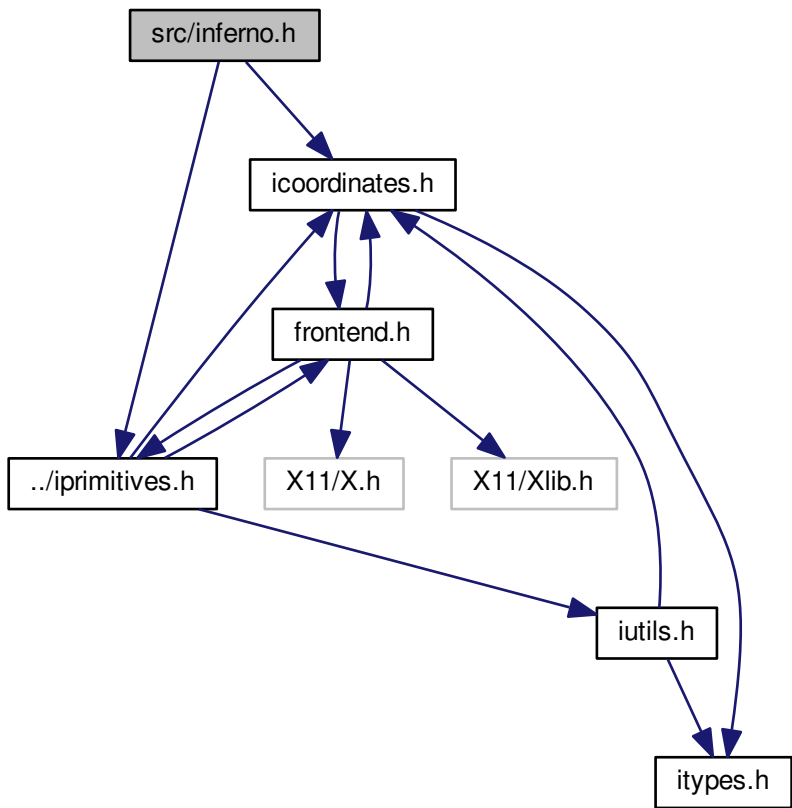 src/inferno.h
icoordinates.h
frontend.h
../iprimitives.h
X11/X.h
X11/Xlib.h
iutils.h
itypes.h